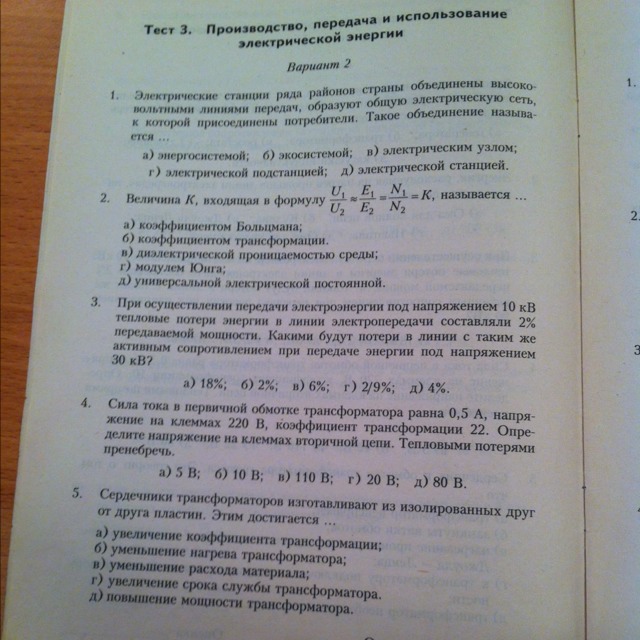 Тест 3. Производство, передача и использование
электрической энергии
Вариант 2
1. Электрические станции ряда районов страны объединены высоко-
вольтными линиями передач, образуют общую электрическую сеть,
к которой присоединены потребители. Такое объединение называ-
ется ...
а) энергосистемой; б) экосистемой; в) электрическим узлом;
г) электрической подстанцией; д) электрической станцией.
2. Величина K, входящая в формулу U₁/U₂ ≈ E₁/E₂ = N₁/N₂ = K, называется ...
а) коэффициентом Больцмана;
б) коэффициентом трансформации.
в) диэлектрической проницаемостью среды;
г) модулем Юнга;
д) универсальной электрической постоянной.
3. При осуществлении передачи электроэнергии под напряжением 10 кВ
тепловые потери энергии в линии электропередачи составляли 2%
передаваемой мощности. Какими будут потери в линии с таким же
активным сопротивлением при передаче энергии под напряжением
30 кВ?
а) 18%; б) 2%; в) 6%; г) 2/9%; д) 4%.
4. Сила тока в первичной обмотке трансформатора равна 0,5 А, напря-
жение на клеммах 220 В, коэффициент трансформации 22. Опре-
делите напряжение на клеммах вторичной цепи. Тепловыми потерями
пренебречь.
а) 5 В; б) 10 В; в) 110 В; г) 20 В; д) 80 В.
5. Сердечники трансформаторов изготавливают из изолированных друг
от друга пластин. Этим достигается ...
а) увеличение коэффициента трансформации;
б) уменьшение нагрева трансформатора;
в) уменьшение расхода материала;
г) увеличение срока службы трансформатора.
д) повышение мощности трансформатора.
1.
2.
3